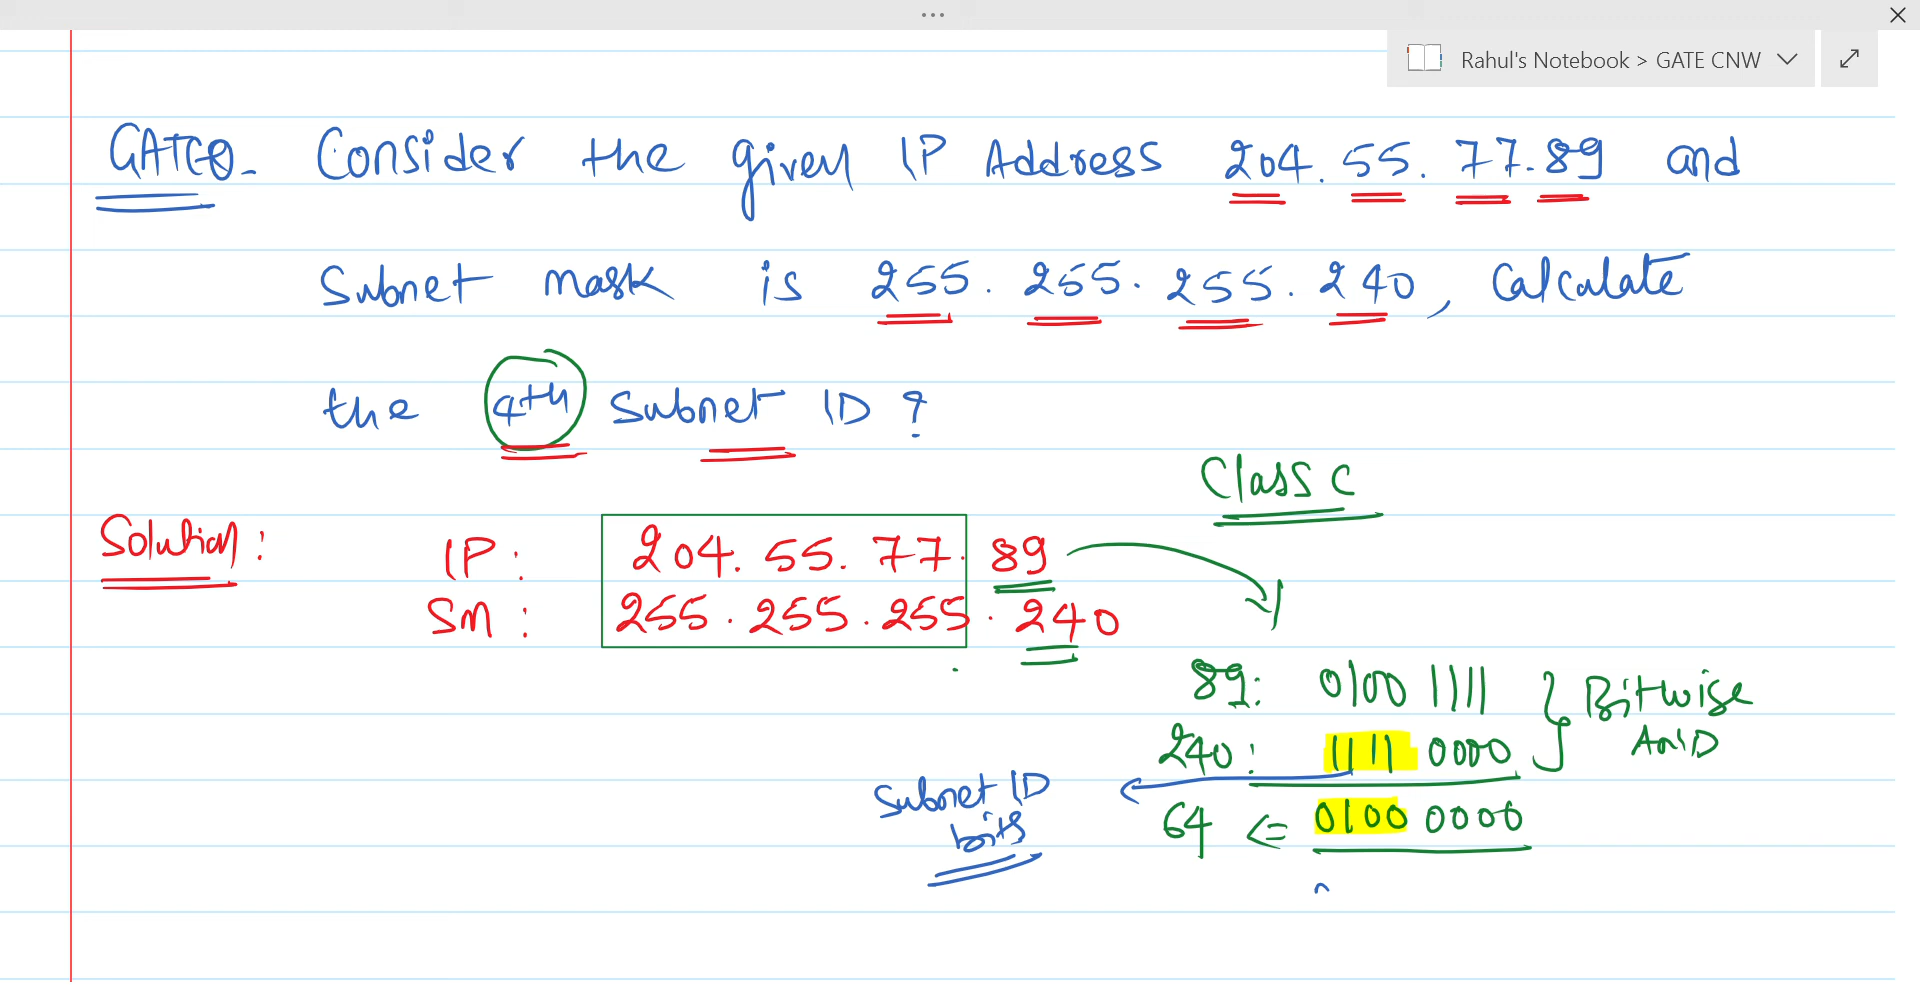 Rahul's Notebook > GATE CNW
GATEQ- Consider the given IP Address 204.55.77.89 and
Subnet mask is 255.255.255.240, Calculate
the 4th Subnet ID ?
Class C
Solution: IP: 204.55.77.89
SM: 255.255.255.240
89: 0100 1111 } Bitwise
240: 1111 0000 AND
Subnet ID
bits
64 <= 0100 0000